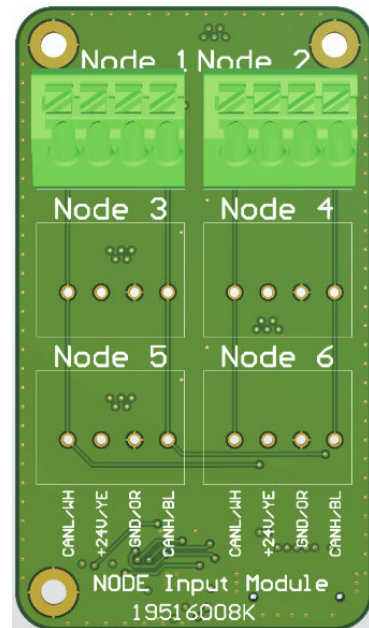 Node 1 Node 2
Node 3 Node 4
Node 5 Node 6
CANL/WH +24V/YE GND/OR CANH/BL CANL/WH +24V/YE GND/OR CANH/BL
NODE Input Module
19516008K